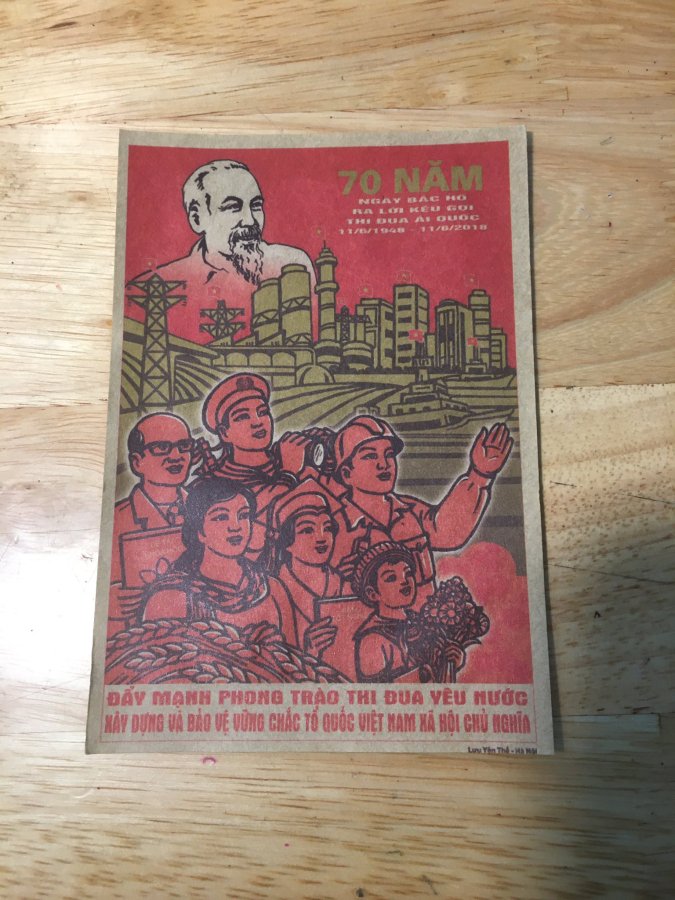 70 NĂM
NGÀY BÁC HỒ
RA LỜI KÊU GỌI
THI ĐUA ÁI QUỐC
11/6/1948 - 11/6/2018
ĐẨY MẠNH PHONG TRÀO THI ĐUA YÊU NƯỚC
XÂY DỰNG VÀ BẢO VỆ VỮNG CHẮC TỔ QUỐC VIỆT NAM XÃ HỘI CHỦ NGHĨA
Lưu Yên Thế - Hà Nội